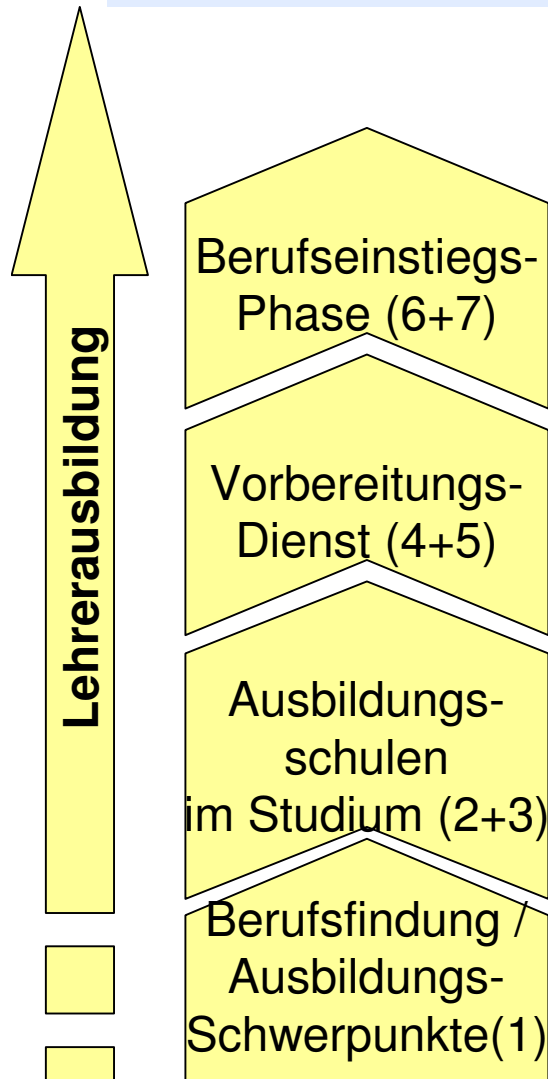 Lehrerausbildung
Berufseinstiegs-
Phase (6+7)
Vorbereitungs-
Dienst (4+5)
Ausbildungs-
schulen
im Studium (2+3)
Berufsfindung /
Ausbildungs-
Schwerpunkte(1)